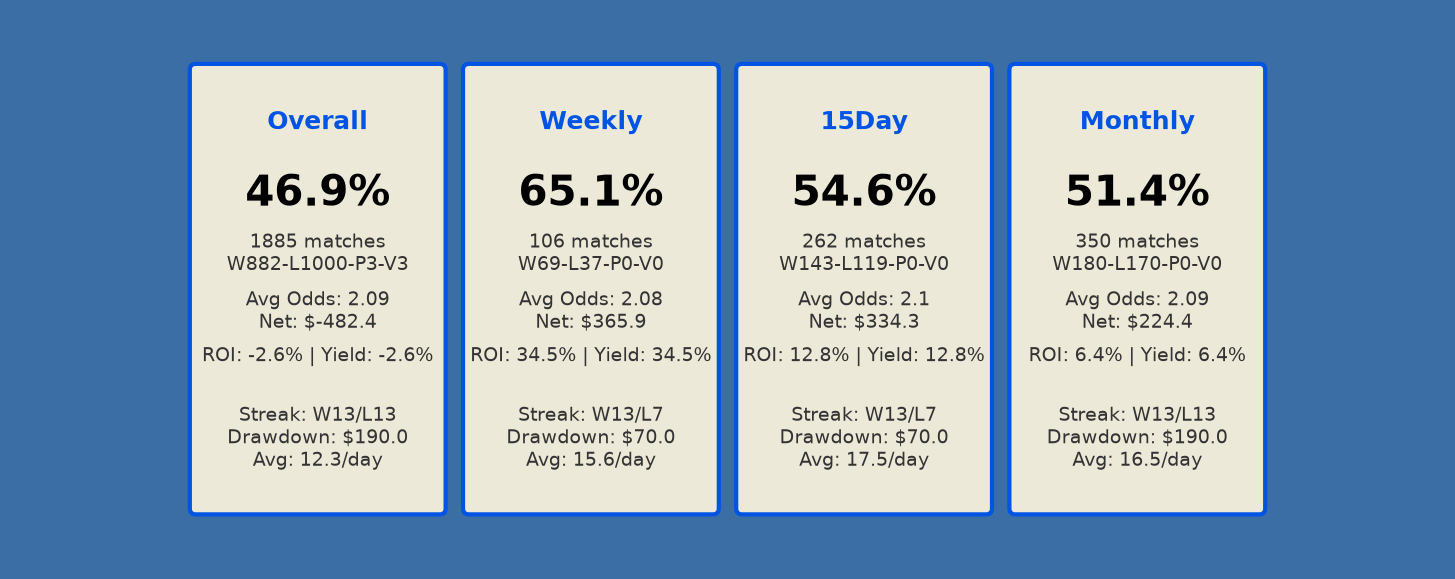 Overall
46.9%
1885 matches
W882-L1000-P3-V3
Avg Odds: 2.09
Net: $-482.4
ROI: -2.6% | Yield: -2.6%
Streak: W13/L13
Drawdown: $190.0
Avg: 12.3/day
Weekly
65.1%
106 matches
W69-L37-P0-V0
Avg Odds: 2.08
Net: $365.9
ROI: 34.5% | Yield: 34.5%
Streak: W13/L7
Drawdown: $70.0
Avg: 15.6/day
15Day
54.6%
262 matches
W143-L119-P0-V0
Avg Odds: 2.1
Net: $334.3
ROI: 12.8% | Yield: 12.8%
Streak: W13/L7
Drawdown: $70.0
Avg: 17.5/day
Monthly
51.4%
350 matches
W180-L170-P0-V0
Avg Odds: 2.09
Net: $224.4
ROI: 6.4% | Yield: 6.4%
Streak: W13/L13
Drawdown: $190.0
Avg: 16.5/day